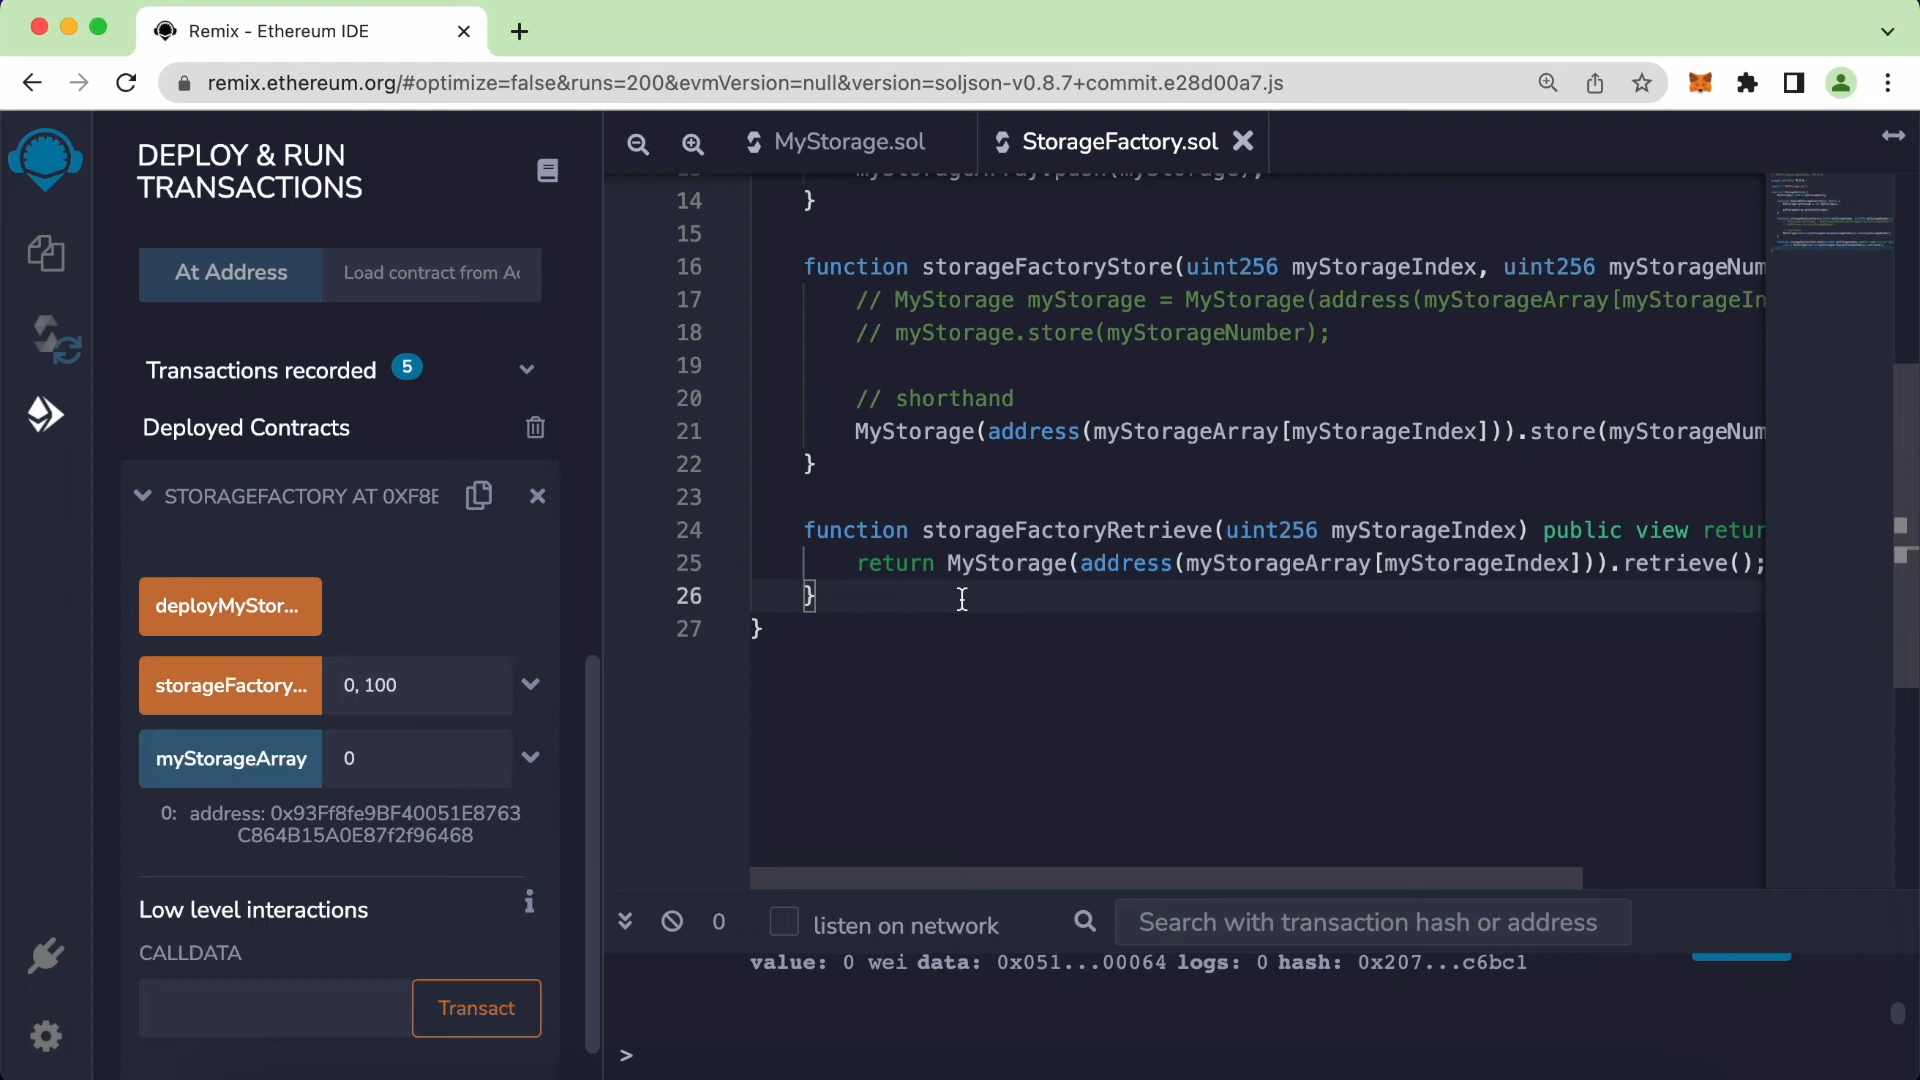 Remix - Ethereum IDE
remix.ethereum.org/#optimize=false&runs=200&evmVersion=null&version=soljson-v0.8.7+commit.e28d00a7.js
DEPLOY & RUN
TRANSACTIONS
At Address
Load contract from Ac
Transactions recorded 5
Deployed Contracts
STORAGEFACTORY AT 0XF8E
deployMyStor...
storageFactory... 0, 100
myStorageArray 0
0: address: 0x93Ff8fe9BF40051E8763
C864B15A0E87f2f96468
Low level interactions
i
CALLDATA
Transact
MyStorage.sol
StorageFactory.sol
14 }
15
16 function storageFactoryStore(uint256 myStorageIndex, uint256 myStorageNum
17 // MyStorage myStorage = MyStorage(address(myStorageArray[myStorageIn
18 // myStorage.store(myStorageNumber);
19
20 // shorthand
21 MyStorage(address(myStorageArray[myStorageIndex])).store(myStorageNum
22 }
23
24 function storageFactoryRetrieve(uint256 myStorageIndex) public view retur
25 return MyStorage(address(myStorageArray[myStorageIndex])).retrieve();
26 }
27 }
0
listen on network
Search with transaction hash or address
value: 0 wei data: 0x051...00064 logs: 0 hash: 0x207...c6bc1
>